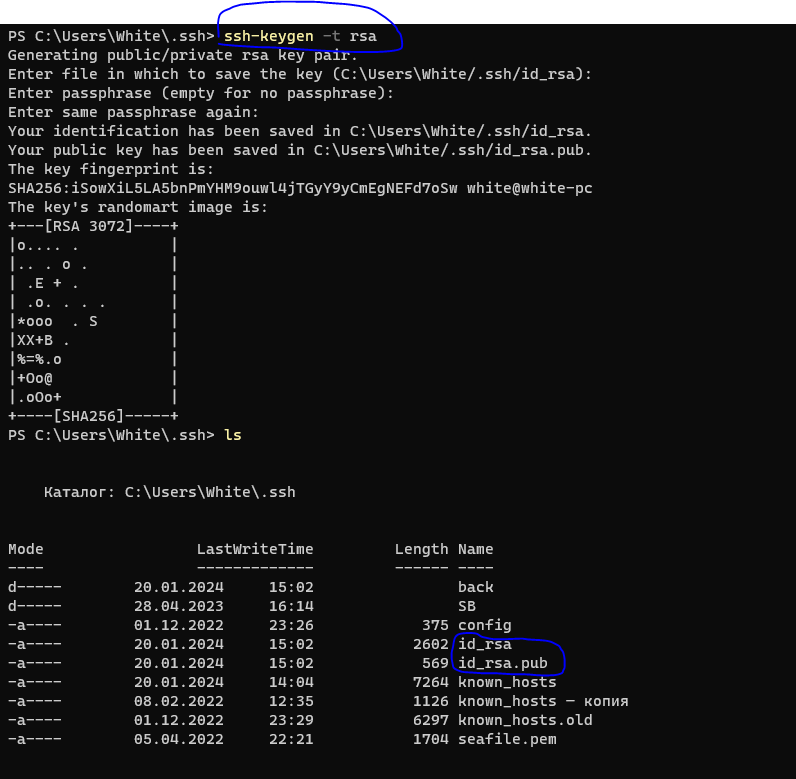 PS C:\Users\White\.ssh> ssh-keygen -t rsa
Generating public/private rsa key pair.
Enter file in which to save the key (C:\Users\White/.ssh/id_rsa):
Enter passphrase (empty for no passphrase):
Enter same passphrase again:
Your identification has been saved in C:\Users\White/.ssh/id_rsa.
Your public key has been saved in C:\Users\White/.ssh/id_rsa.pub.
The key fingerprint is:
SHA256:iSowXiL5LA5bnPmYHM9ouwl4jTGyY9yCmEgNEFd7oSw white@white-pc
The key's randomart image is:
+---[RSA 3072]----+
|o.... .          |
|.. . o .         |
| .E + .          |
| .o. . . .       |
|*ooo  . S        |
|XX+B .           |
|%=%.o            |
|+Oo@             |
|.oOo+            |
+----[SHA256]-----+
PS C:\Users\White\.ssh> ls
Каталог: C:\Users\White\.ssh
Mode                 LastWriteTime         Length Name
----                 -------------         ------ ----
d-----        20.01.2024     15:02                back
d-----        28.04.2023     16:14                SB
-a----        01.12.2022     23:26            375 config
-a----        20.01.2024     15:02           2602 id_rsa
-a----        20.01.2024     15:02            569 id_rsa.pub
-a----        20.01.2024     14:04           7264 known_hosts
-a----        08.02.2022     12:35           1126 known_hosts — копия
-a----        01.12.2022     23:29           6297 known_hosts.old
-a----        05.04.2022     22:21           1704 seafile.pem